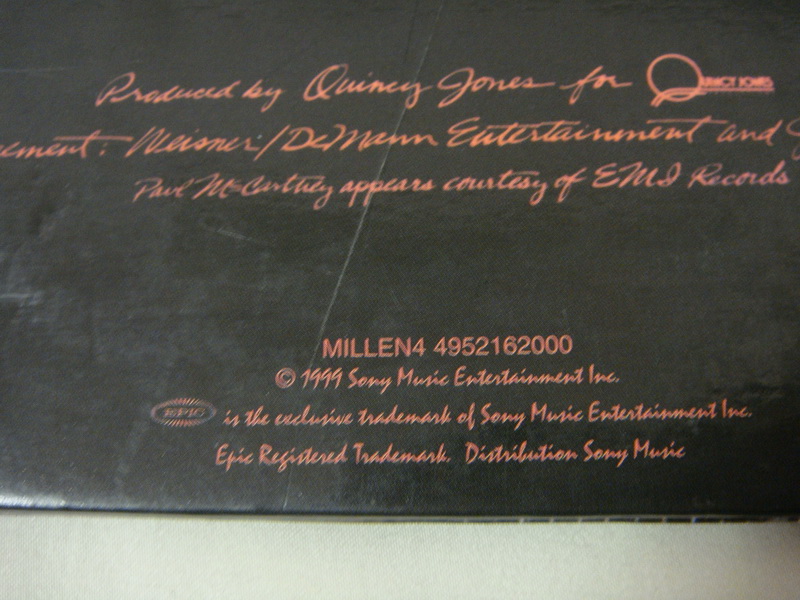 Produced by Quincy Jones for QUINCY JONES
Weisner/DeMann Entertainment and
Paul McCartney appears courtesy of EMI Records
MILLEN4 4952162000
© 1999 Sony Music Entertainment Inc.
EPIC is the exclusive trademark of Sony Music Entertainment Inc.
Epic Registered Trademark. Distribution Sony Music